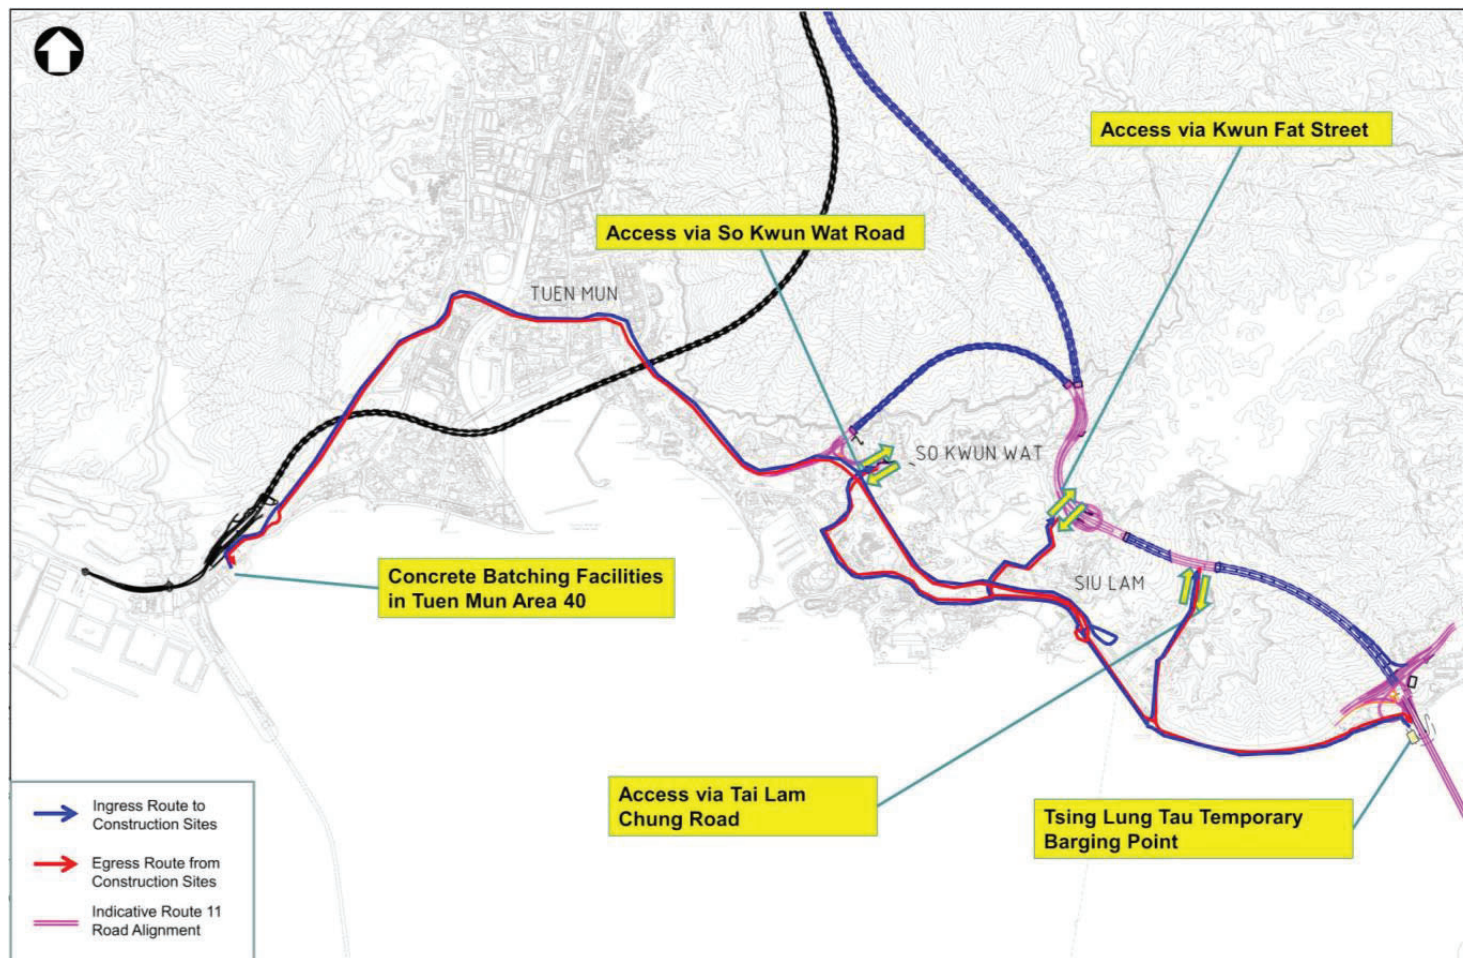 Access via Kwun Fat Street
Access via So Kwun Wat Road
TUEN MUN
SO KWUN WAT
Concrete Batching Facilities
in Tuen Mun Area 40
SIU LAM
Access via Tai Lam
Chung Road
Tsing Lung Tau Temporary
Barging Point
Ingress Route to
Construction Sites
Egress Route from
Construction Sites
Indicative Route 11
Road Alignment